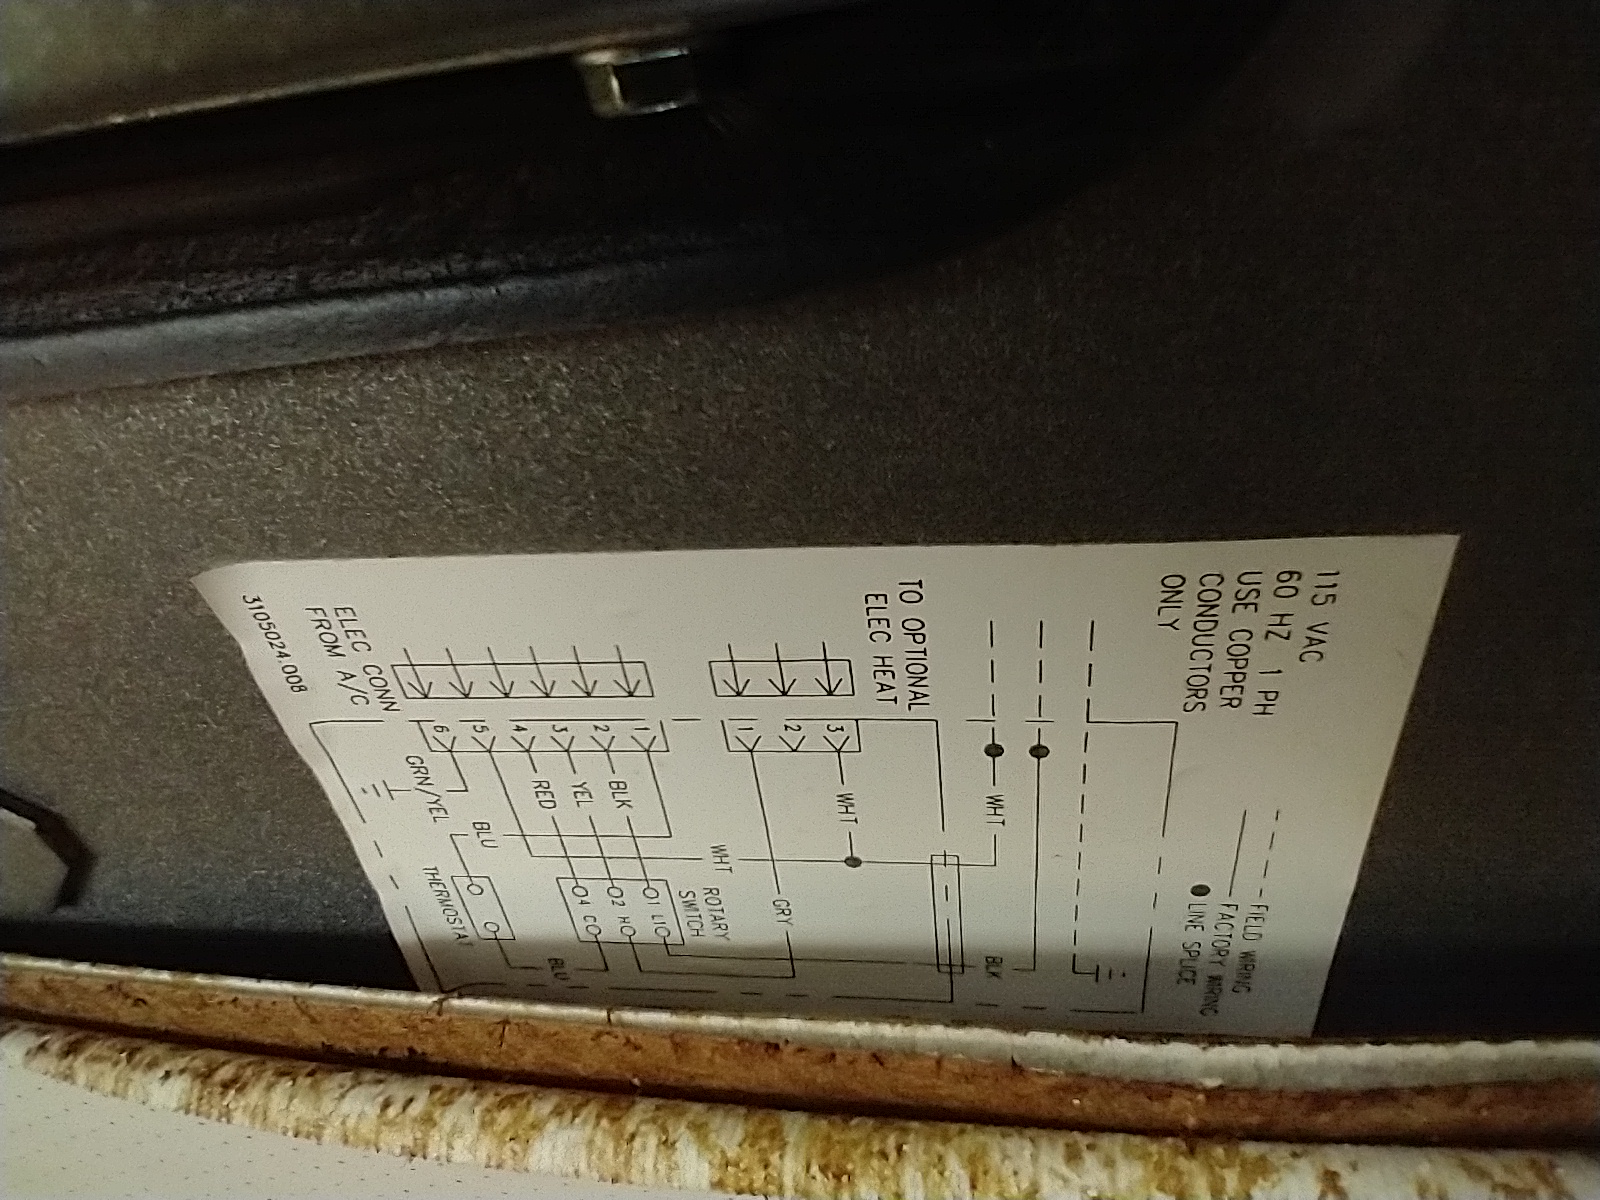 115 VAC
60 HZ 1 PH
USE COPPER
CONDUCTORS
ONLY
FIELD WIRING
FACTORY WIRING
LINE SPLICE
WHT
BLK
TO OPTIONAL
ELEC HEAT
3
2
1
WHT
GRY
WHT
ROTARY
SWITCH
1
2
3
4
5
6
BLK
YEL
RED
BLU
GRN/YEL
O1 L1O
O2 HO
O4 CO
BLU
THERMOSTAT
ELEC CONN
FROM A/C
3105024.008